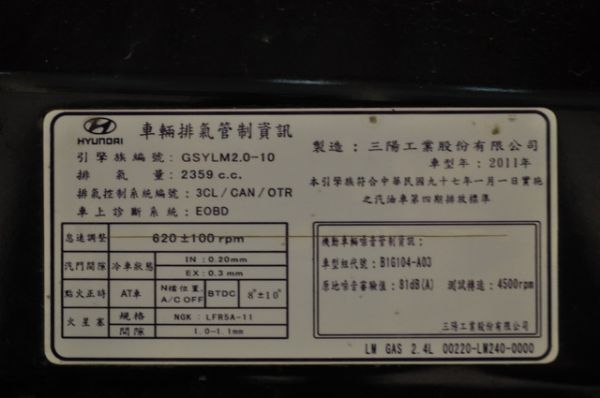 HYUNDAI
車輛排氣管制資訊
引擎族編號：GSYLM2.0-10
排氣量：2359 c.c.
排氣控制系統編號：3CL/CAN/OTR
車上診斷系統：EOBD
製造：三陽工業股份有限公司
車型年：2011年
本引擎族符合中華民國九十七年一月一日實施
之汽油車第四期排放標準
怠速調整 620±100 rpm
汽門間隙 冷車狀態 IN：0.20mm
EX：0.3 mm
點火正時 AT車 N檔位置, A/C OFF BTDC 8°±10°
火星塞 規格 NGK：LFR5A-11
間隙 1.0-1.1mm
機動車輛噪音管制資訊：
車型組代號：B1G104-A03
原地噪音審驗值：81dB(A) 測試轉速：4500rpm
三陽工業股份有限公司
LM GAS 2.4L 00220-LM240-0000